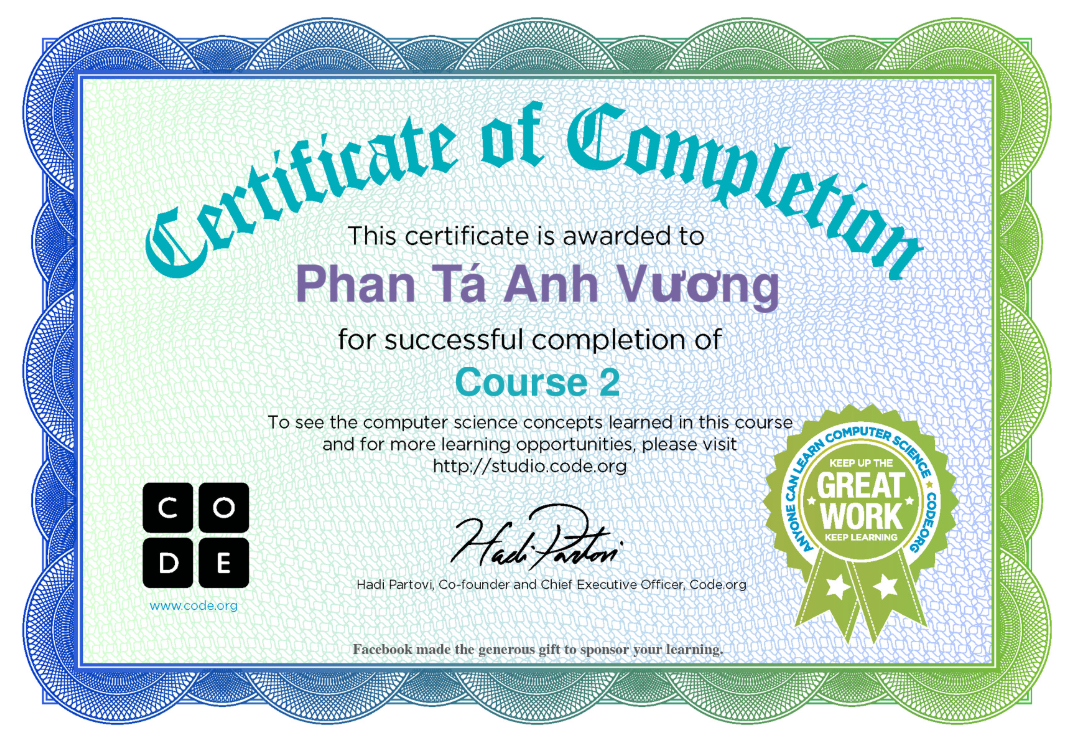 Certificate of Completion
This certificate is awarded to
Phan Tá Anh Vương
for successful completion of
Course 2
To see the computer science concepts learned in this course
and for more learning opportunities, please visit
http://studio.code.org
ANYONE CAN LEARN COMPUTER SCIENCE ★ CODE.ORG
KEEP UP THE
GREAT
WORK
KEEP LEARNING
C O
D E
www.code.org
Hadi Partovi
Hadi Partovi, Co-founder and Chief Executive Officer, Code.org
Facebook made the generous gift to sponsor your learning.